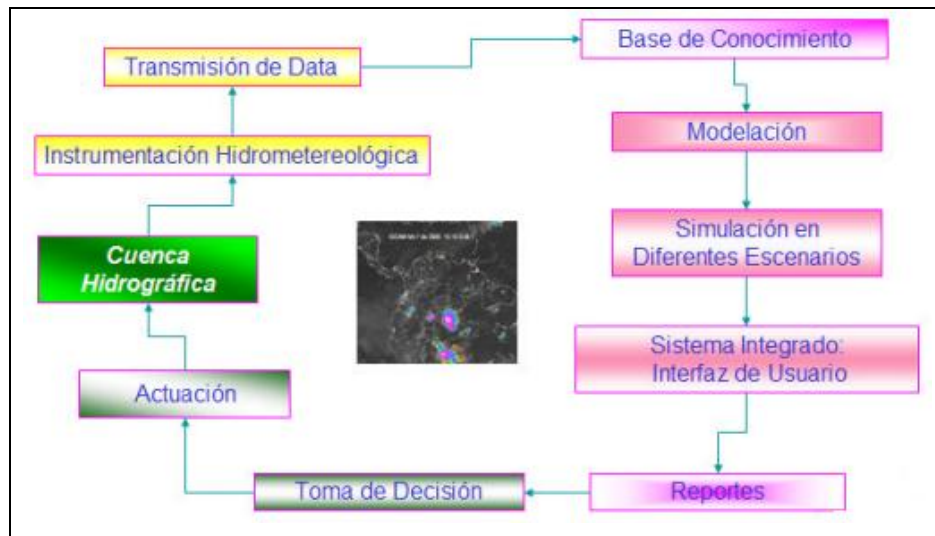 Base de Conocimiento
Transmisión de Data
Modelación
Instrumentación Hidrometereológica
Simulación en
Diferentes Escenarios
Cuenca
Hidrográfica
Sistema Integrado:
Interfaz de Usuario
Actuación
Toma de Decisión
Reportes